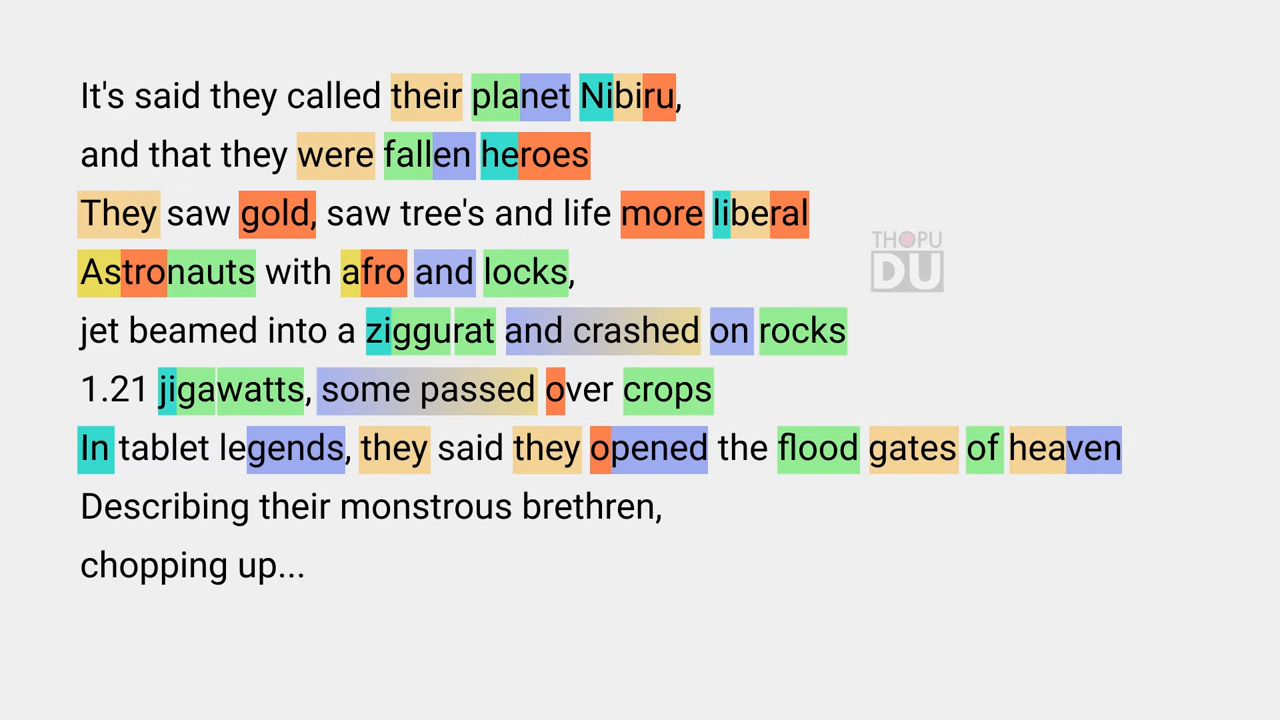 It's said they called their planet Nibiru,
and that they were fallen heroes
They saw gold, saw tree's and life more liberal
THOPU
DU
Astronauts with afro and locks,
jet beamed into a ziggurat and crashed on rocks
1.21 jigawatts, some passed over crops
In tablet legends, they said they opened the flood gates of heaven
Describing their monstrous brethren,
chopping up...